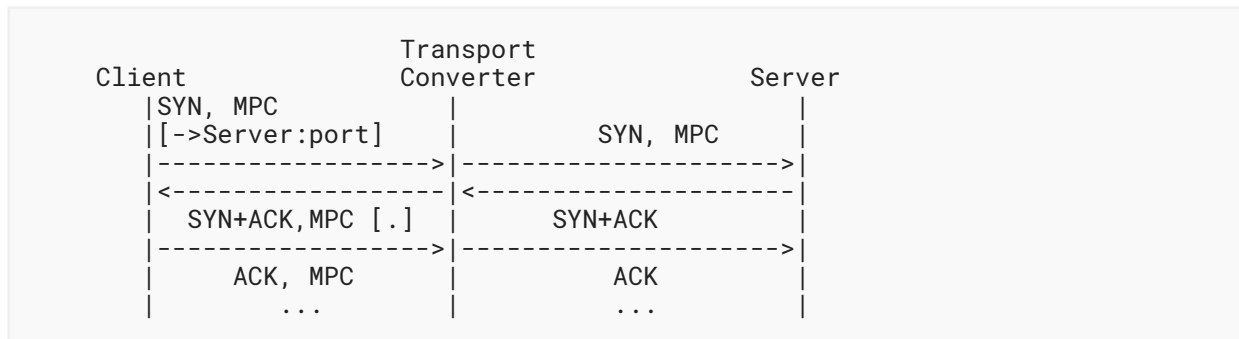 Transport
Client              Converter              Server
   |SYN, MPC            |                      |
   |[->Server:port]     |         SYN, MPC     |
   |------------------>|--------------------->|
   |<------------------|<----------------------|
   |  SYN+ACK,MPC [.]   |      SYN+ACK         |
   |------------------>|--------------------->|
   |     ACK, MPC       |          ACK         |
   |        ...         |          ...         |